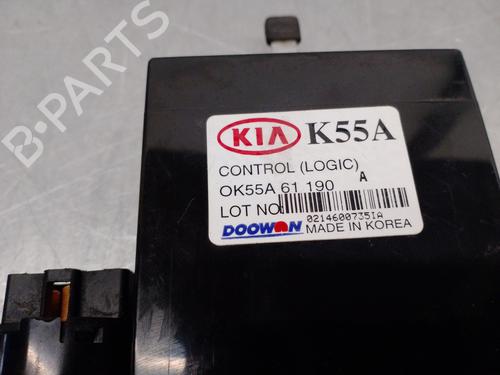 B-PARTS
KIA K55A
CONTROL (LOGIC)
OK55A 61 190 A
LOT NO:
0214600735IA
DOOWON MADE IN KOREA